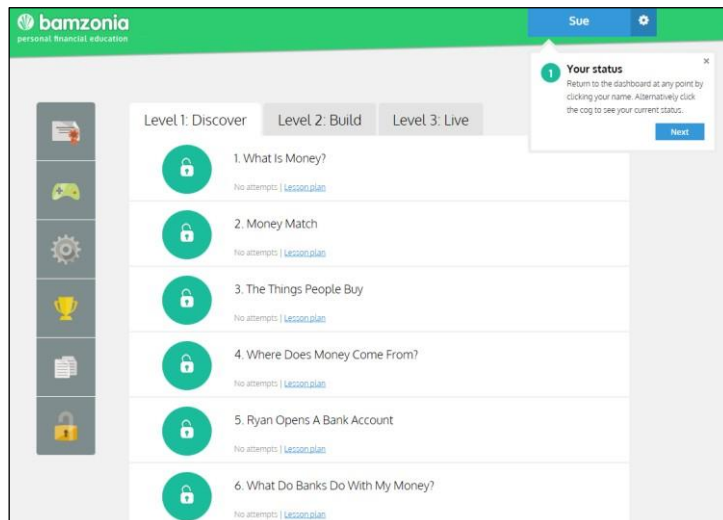 bamzonia
personal financial education
Sue
1
Your status
Return to the dashboard at any point by
clicking your name. Alternatively click
the cog to see your current status.
Next
Level 1: Discover
Level 2: Build
Level 3: Live
1. What Is Money?
No attempts | Lesson plan
2. Money Match
No attempts | Lesson plan
3. The Things People Buy
No attempts | Lesson plan
4. Where Does Money Come From?
No attempts | Lesson plan
5. Ryan Opens A Bank Account
No attempts | Lesson plan
6. What Do Banks Do With My Money?
No attempts | Lesson plan